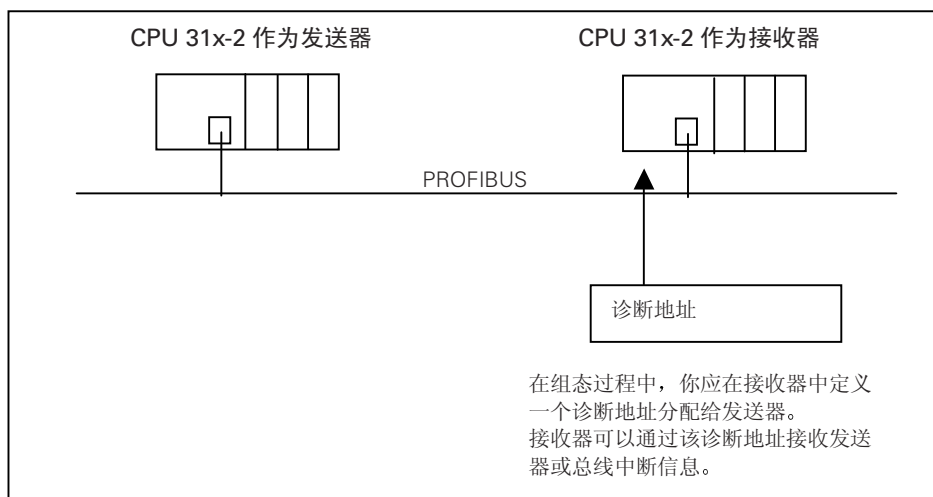 CPU 31x-2 作为发送器
CPU 31x-2 作为接收器
PROFIBUS
诊断地址
在组态过程中，你应在接收器中定义
一个诊断地址分配给发送器。
接收器可以通过该诊断地址接收发送
器或总线中断信息。